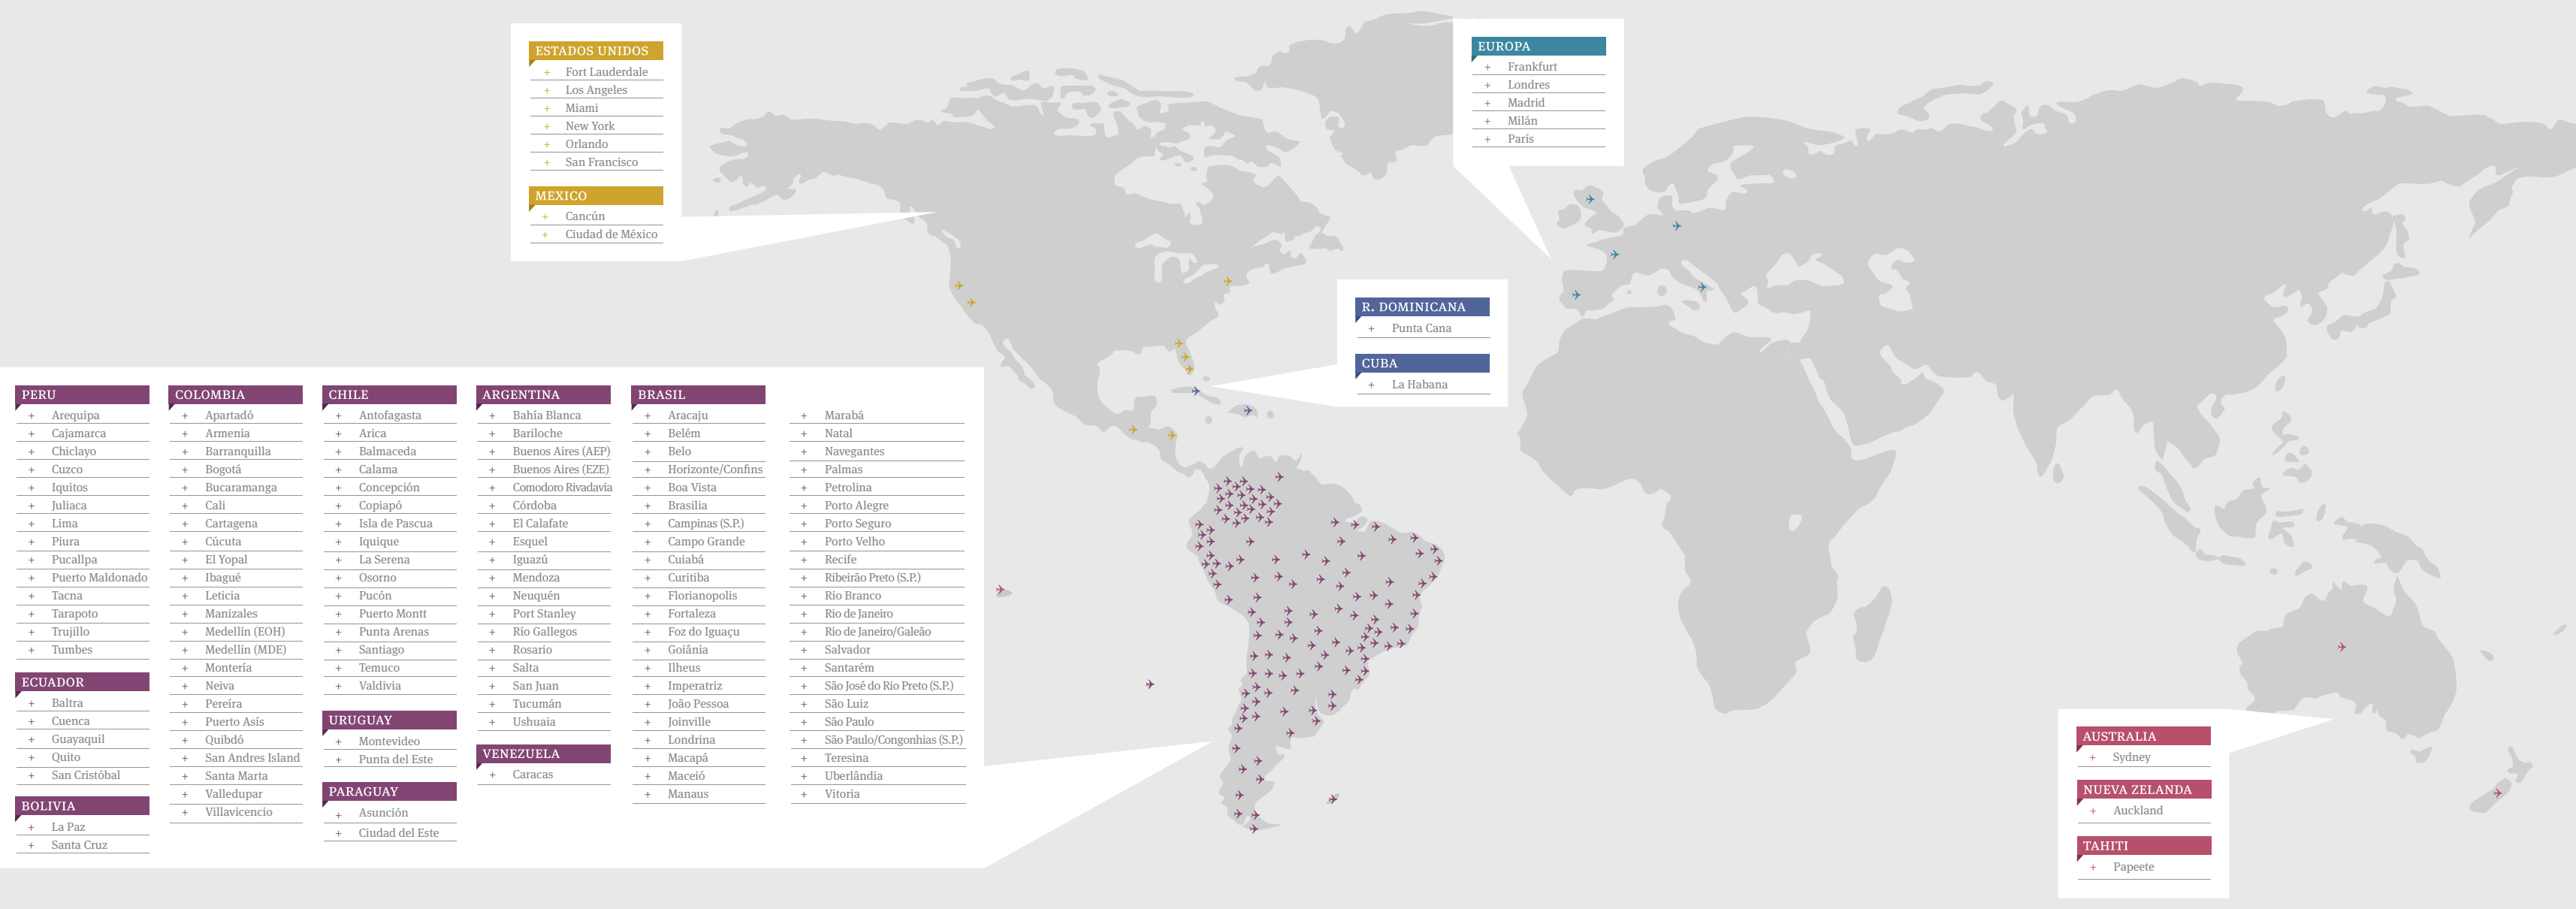 ESTADOS UNIDOS
+ Fort Lauderdale
+ Los Angeles
+ Miami
+ New York
+ Orlando
+ San Francisco
MEXICO
+ Cancún
+ Ciudad de México
EUROPA
+ Frankfurt
+ Londres
+ Madrid
+ Milán
+ París
R. DOMINICANA
+ Punta Cana
CUBA
+ La Habana
PERU
+ Arequipa
+ Cajamarca
+ Chiclayo
+ Cuzco
+ Iquitos
+ Juliaca
+ Lima
+ Piura
+ Pucallpa
+ Puerto Maldonado
+ Tacna
+ Tarapoto
+ Trujillo
+ Tumbes
ECUADOR
+ Baltra
+ Cuenca
+ Guayaquil
+ Quito
+ San Cristóbal
BOLIVIA
+ La Paz
+ Santa Cruz
COLOMBIA
+ Apartadó
+ Armenia
+ Barranquilla
+ Bogotá
+ Bucaramanga
+ Cali
+ Cartagena
+ Cúcuta
+ El Yopal
+ Ibagué
+ Leticia
+ Manizales
+ Medellín (EOH)
+ Medellín (MDE)
+ Montería
+ Neiva
+ Pereíra
+ Puerto Asís
+ Quibdó
+ San Andres Island
+ Santa Marta
+ Valledupar
+ Villavicencio
CHILE
+ Antofagasta
+ Arica
+ Balmaceda
+ Calama
+ Concepción
+ Copiapó
+ Isla de Pascua
+ Iquique
+ La Serena
+ Osorno
+ Pucón
+ Puerto Montt
+ Punta Arenas
+ Santiago
+ Temuco
+ Valdivia
URUGUAY
+ Montevideo
+ Punta del Este
PARAGUAY
+ Asunción
+ Ciudad del Este
ARGENTINA
+ Bahía Blanca
+ Bariloche
+ Buenos Aires (AEP)
+ Buenos Aires (EZE)
+ Comodoro Rivadavia
+ Córdoba
+ El Calafate
+ Esquel
+ Iguazú
+ Mendoza
+ Neuquén
+ Port Stanley
+ Río Gallegos
+ Rosario
+ Salta
+ San Juan
+ Tucumán
+ Ushuaia
VENEZUELA
+ Caracas
BRASIL
+ Aracaju
+ Belém
+ Belo
+ Horizonte/Confins
+ Boa Vista
+ Brasilia
+ Campinas (S.P.)
+ Campo Grande
+ Cuiabá
+ Curitiba
+ Florianopolis
+ Fortaleza
+ Foz do Iguaçu
+ Goiânia
+ Ilheus
+ Imperatriz
+ João Pessoa
+ Joinville
+ Londrina
+ Macapá
+ Maceió
+ Manaus
+ Marabá
+ Natal
+ Navegantes
+ Palmas
+ Petrolina
+ Porto Alegre
+ Porto Seguro
+ Porto Velho
+ Recife
+ Ribeirão Preto (S.P.)
+ Rio Branco
+ Rio de Janeiro
+ Rio de Janeiro/Galeão
+ Salvador
+ Santarém
+ São José do Rio Preto (S.P.)
+ São Luiz
+ São Paulo
+ São Paulo/Congonhias (S.P.)
+ Teresina
+ Uberlândia
+ Vitoria
AUSTRALIA
+ Sydney
NUEVA ZELANDA
+ Auckland
TAHITI
+ Papeete